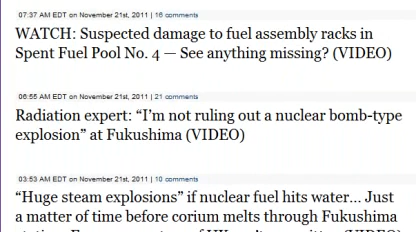 07:37 AM EDT on November 21st, 2011 | 16 comments
WATCH: Suspected damage to fuel assembly racks in
Spent Fuel Pool No. 4 — See anything missing? (VIDEO)
06:55 AM EDT on November 21st, 2011 | 21 comments
Radiation expert: “I’m not ruling out a nuclear bomb-type
explosion” at Fukushima (VIDEO)
03:53 AM EDT on November 21st, 2011 | 10 comments
“Huge steam explosions” if nuclear fuel hits water… Just
a matter of time before corium melts through Fukushima